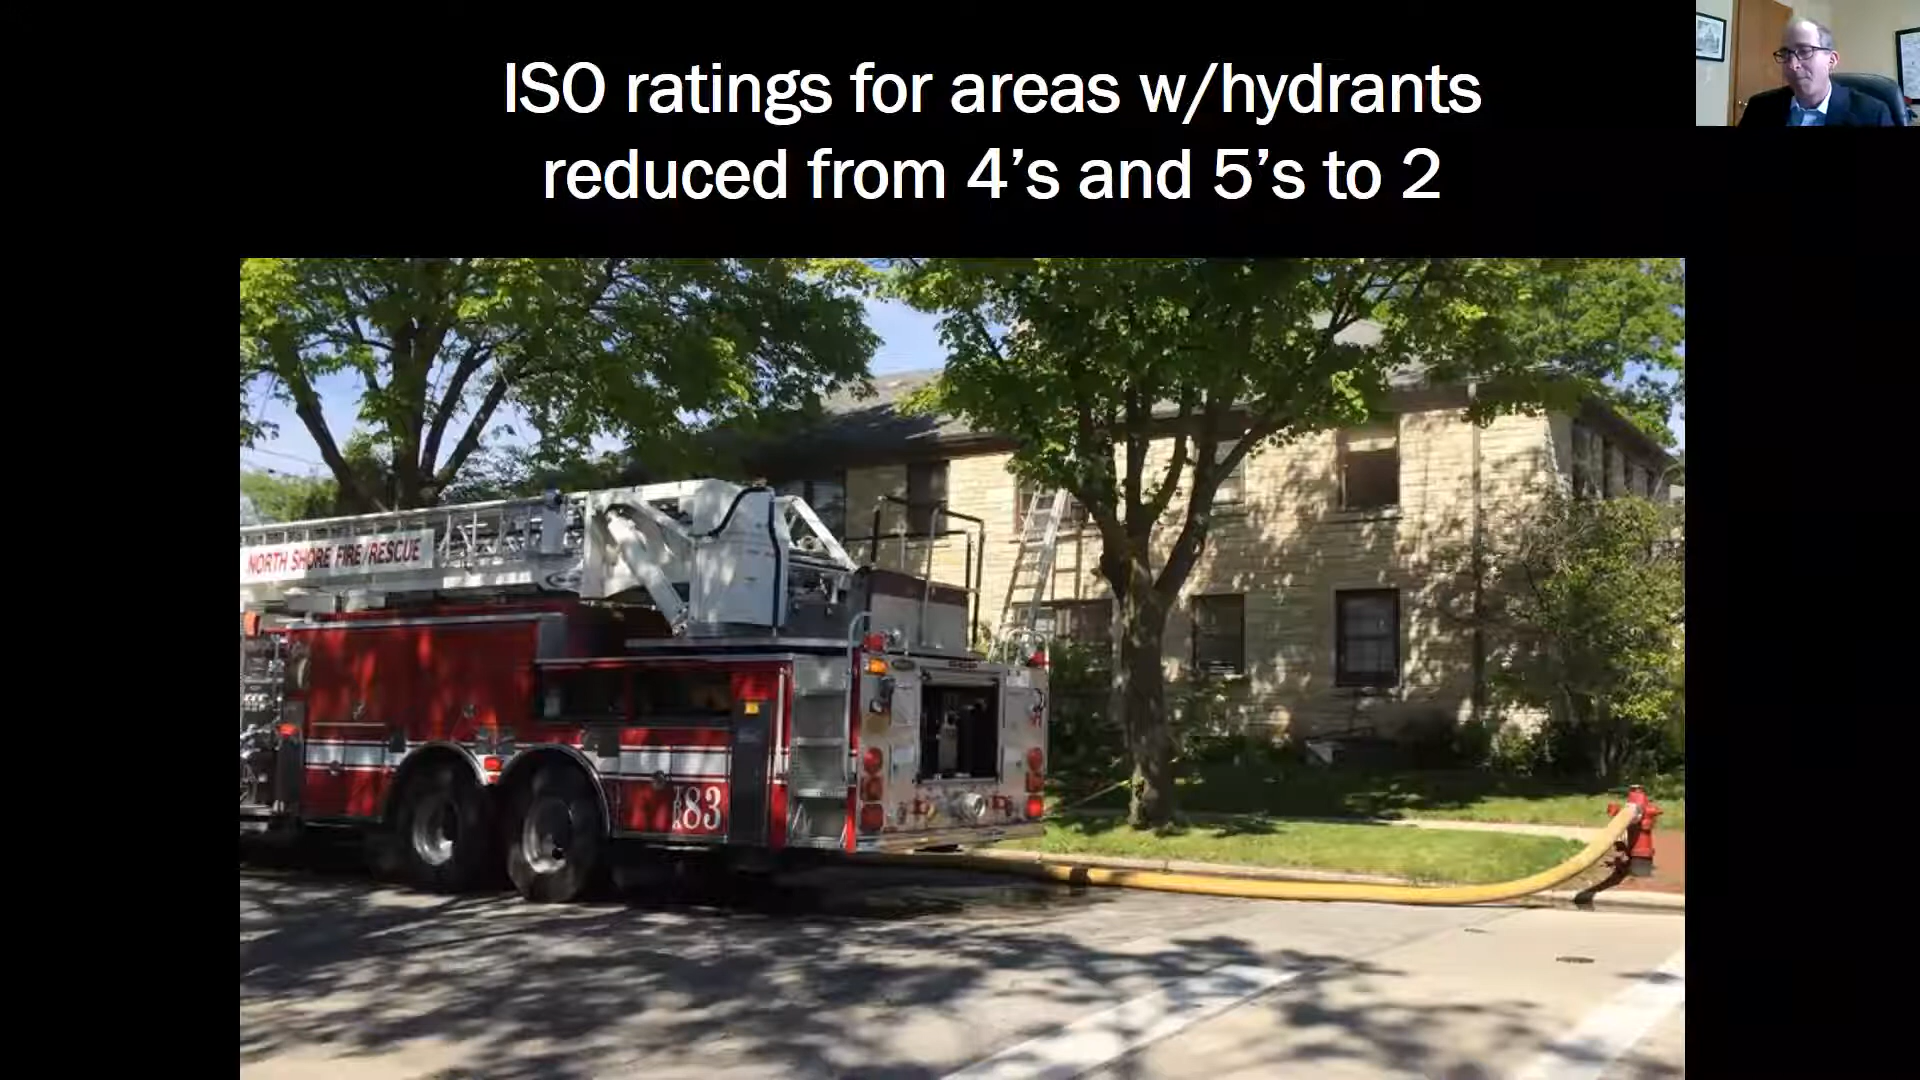 ISO ratings for areas w/hydrants
reduced from 4’s and 5’s to 2
NORTH SHORE FIRE/RESCUE
83